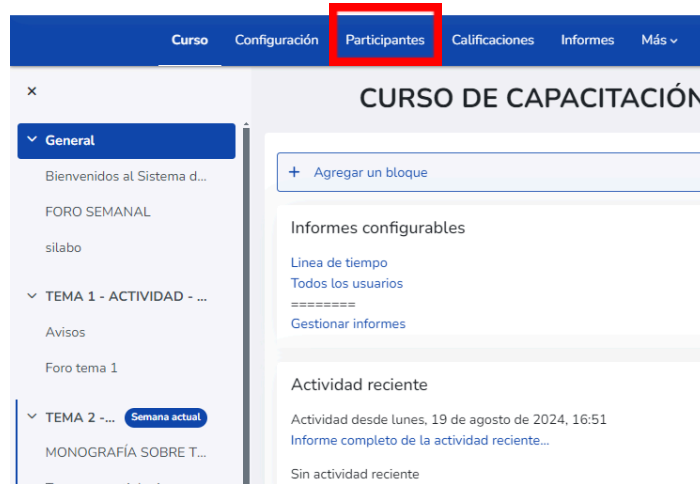 Curso Configuración Participantes Calificaciones Informes Más
CURSO DE CAPACITACIÓN
General
Bienvenidos al Sistema d...
FORO SEMANAL
silabo
TEMA 1 - ACTIVIDAD - ...
Avisos
Foro tema 1
TEMA 2 -... Semana actual
MONOGRAFÍA SOBRE T...
+ Agregar un bloque
Informes configurables
Linea de tiempo
Todos los usuarios
========
Gestionar informes
Actividad reciente
Actividad desde lunes, 19 de agosto de 2024, 16:51
Informe completo de la actividad reciente...
Sin actividad reciente